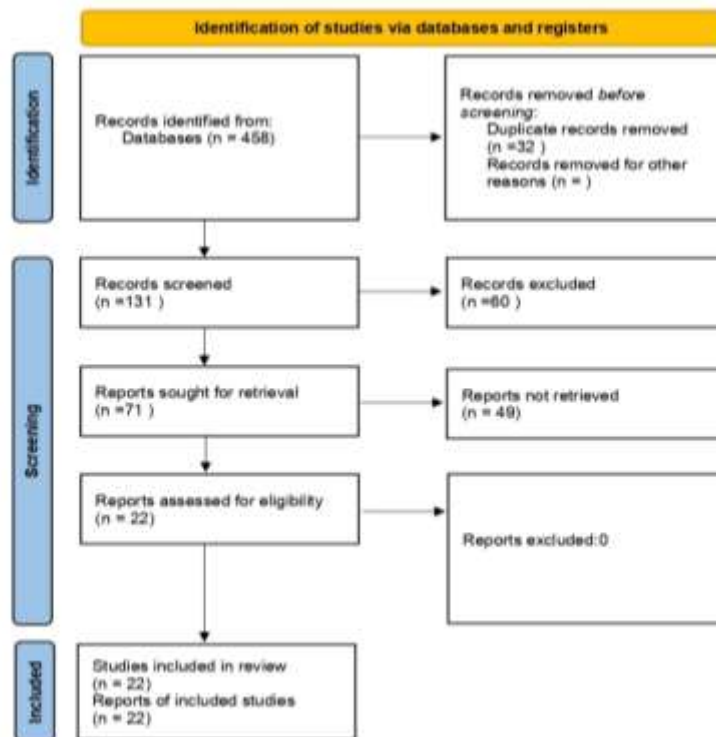 Identification of studies via databases and registers
Identification
Records identified from:
Databases (n = 458)
Records removed before
screening:
Duplicate records removed
(n =32 )
Records removed for other
reasons (n = )
Screening
Records screened
(n =131 )
Records excluded
(n =60 )
Reports sought for retrieval
(n =71 )
Reports not retrieved
(n = 49)
Reports assessed for eligibility
(n = 22)
Reports excluded:0
Included
Studies included in review
(n = 22)
Reports of included studies
(n = 22)